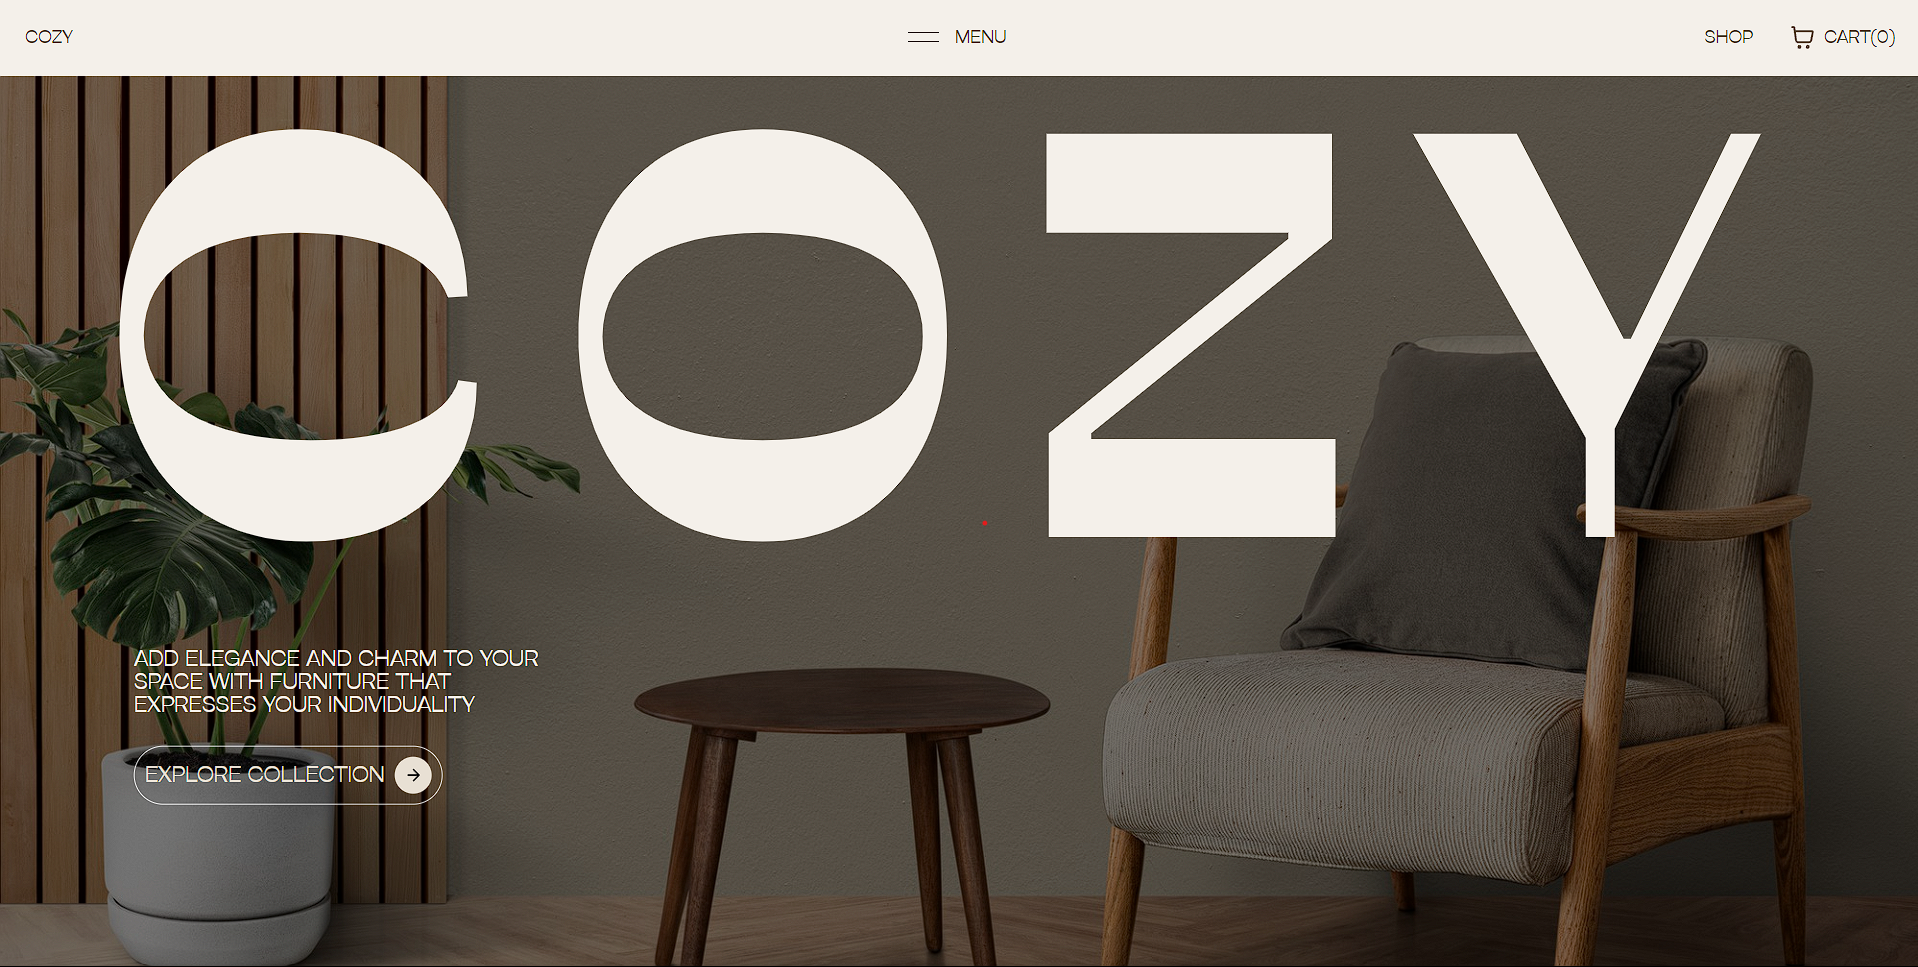 COZY
MENU
SHOP
CART(0)
COZY
ADD ELEGANCE AND CHARM TO YOUR
SPACE WITH FURNITURE THAT
EXPRESSES YOUR INDIVIDUALITY
EXPLORE COLLECTION